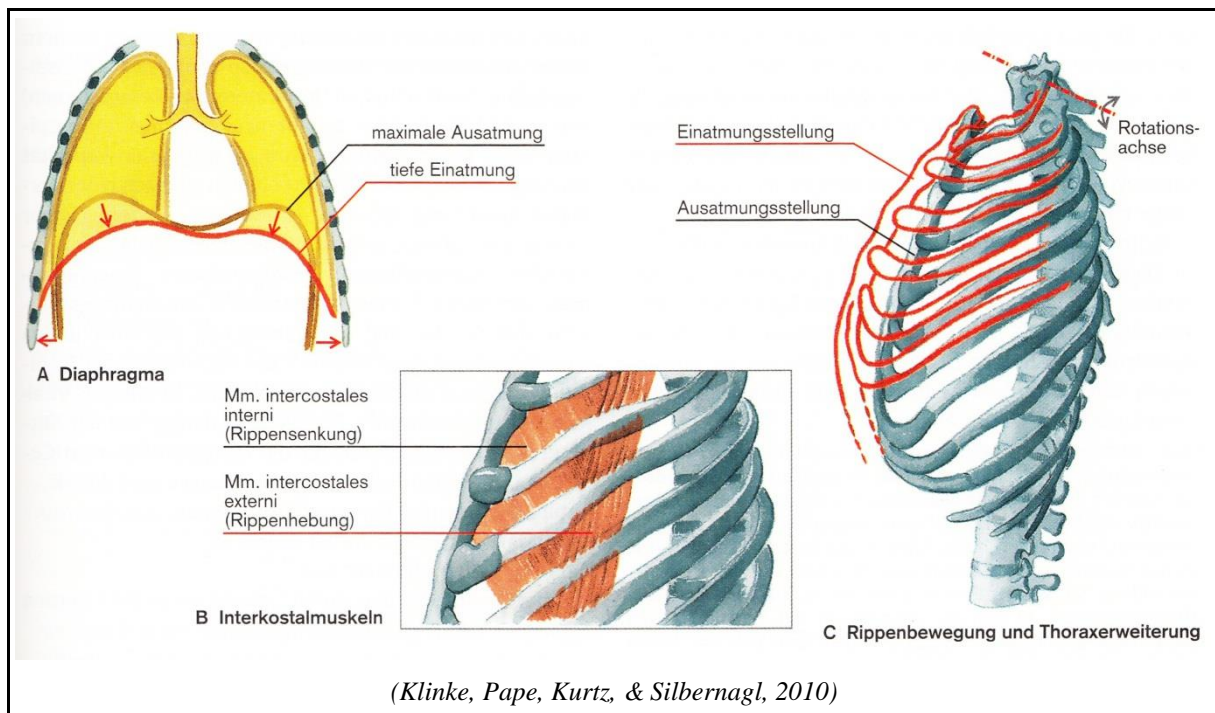 maximale Ausatmung
tiefe Einatmung
A Diaphragma
Mm. intercostales
interni
(Rippensenkung)
Mm. intercostales
externi
(Rippenhebung)
B Interkostalmuskeln
Einatmungsstellung
Ausatmungsstellung
Rotations-
achse
C Rippenbewegung und Thoraxerweiterung
(Klinke, Pape, Kurtz, & Silbernagl, 2010)